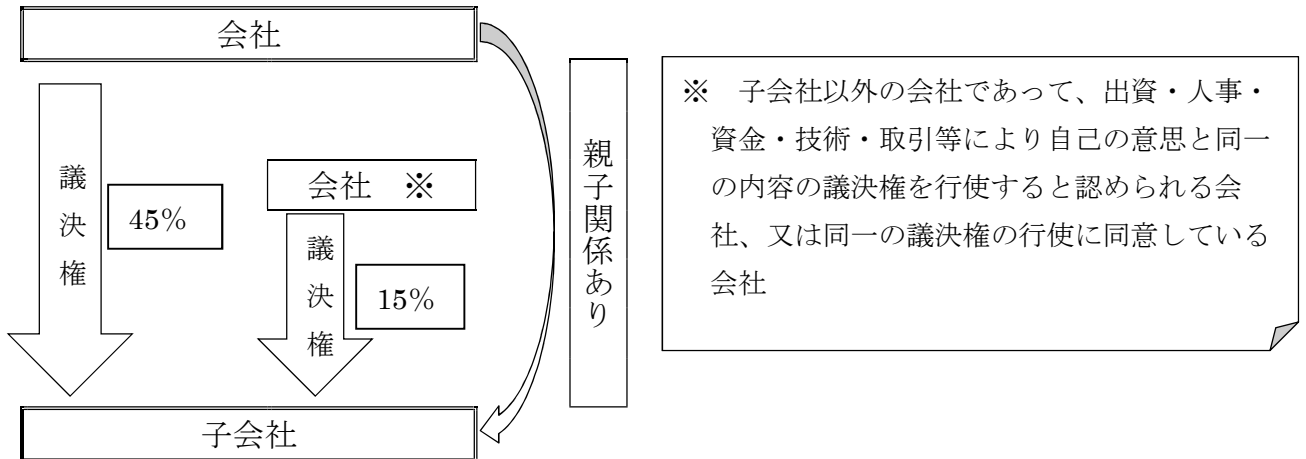 会社
議決権
45%
会社 ※
議決権
15%
親子関係あり
子会社
※ 子会社以外の会社であって、出資・人事・
資金・技術・取引等により自己の意思と同一
の内容の議決権を行使すると認められる会
社、又は同一の議決権の行使に同意している
会社